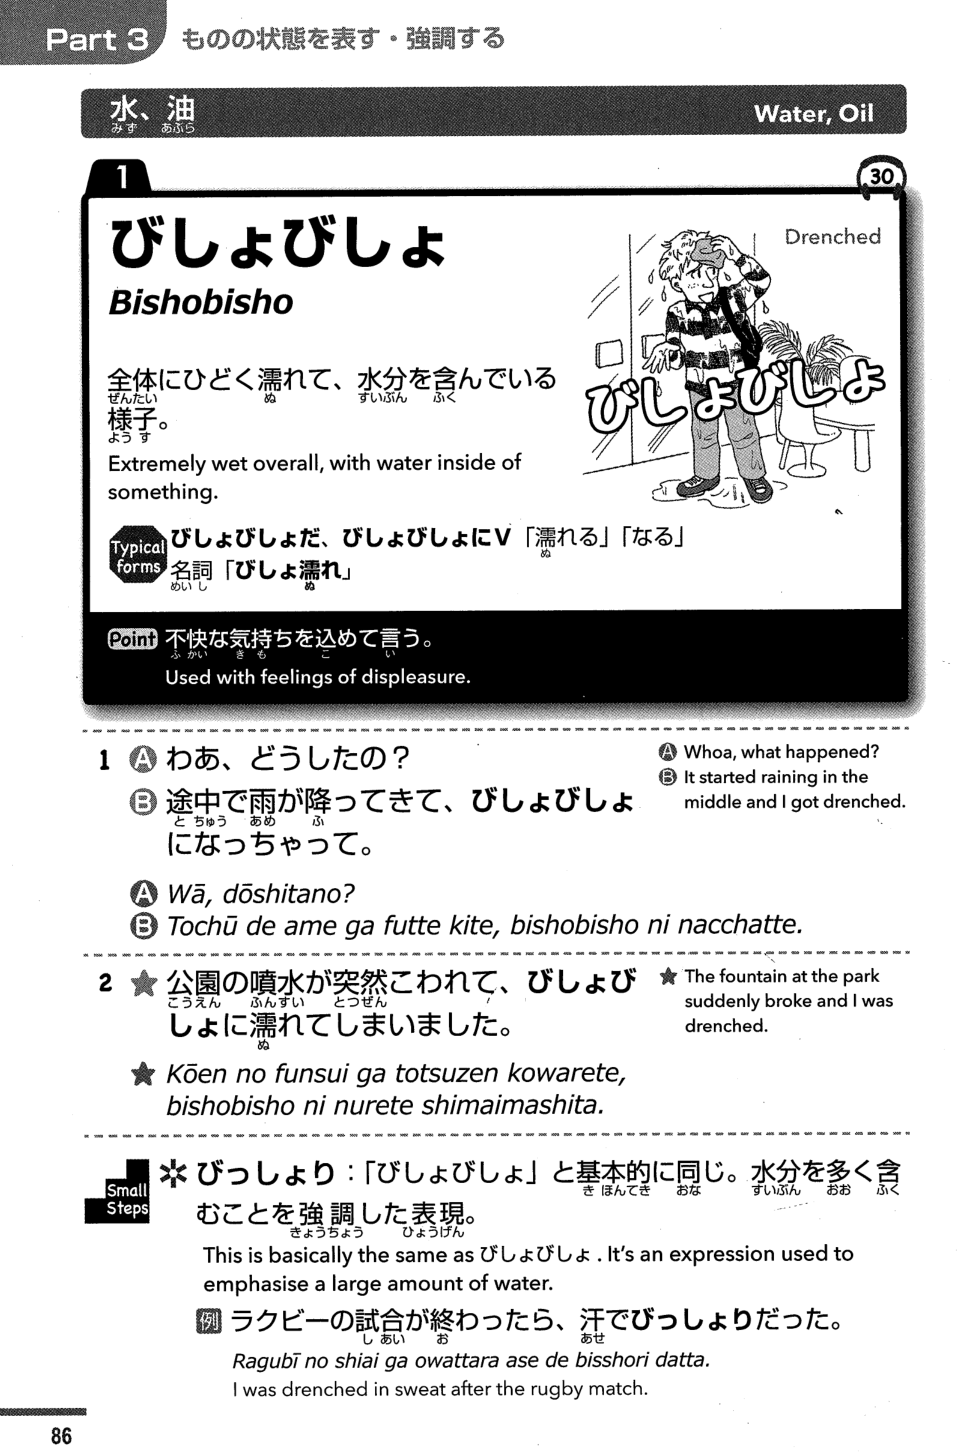 Part 3 ものの状態を表す・強調する
水、油 Water, Oil
みず あぶら
1
30
びしょびしょ
Drenched
Bishobisho
びしょびしょ
全体にひどく濡れて、水分を含んでいる
ぜんたい ぬ すいぶん ふく
様子。
よう す
Extremely wet overall, with water inside of
something.
Typical forms
びしょびしょだ、びしょびしょにV「濡れる」「なる」
ぬ
名詞「びしょ濡れ」
めい し ぬ
Point 不快な気持ちを込めて言う。
ふ かい き も こ い
Used with feelings of displeasure.
1 A わあ、どうしたの？
B 途中で雨が降ってきて、びしょびしょ
と ちゅう あめ ふ
になっちゃって。
A Whoa, what happened?
B It started raining in the
middle and I got drenched.
A Wā, dōshitano?
B Tochū de ame ga futte kite, bishobisho ni nacchatte.
2 ★ 公園の噴水が突然こわれて、びしょび
こうえん ふんすい とつぜん
しょに濡れてしまいました。
ぬ
★ The fountain at the park
suddenly broke and I was
drenched.
★ Kōen no funsui ga totsuzen kowarete,
bishobisho ni nurete shimaimashita.
Small
Steps
✲ びっしょり：「びしょびしょ」と基本的に同じ。水分を多く含
き ほんてき おな すいぶん おお ふく
むことを強調した表現。
きょうちょう ひょうげん
This is basically the same as びしょびしょ. It's an expression used to
emphasise a large amount of water.
例 ラクビーの試合が終わったら、汗でびっしょりだった。
し あい お あせ
Ragubī no shiai ga owattara ase de bisshori datta.
I was drenched in sweat after the rugby match.
86